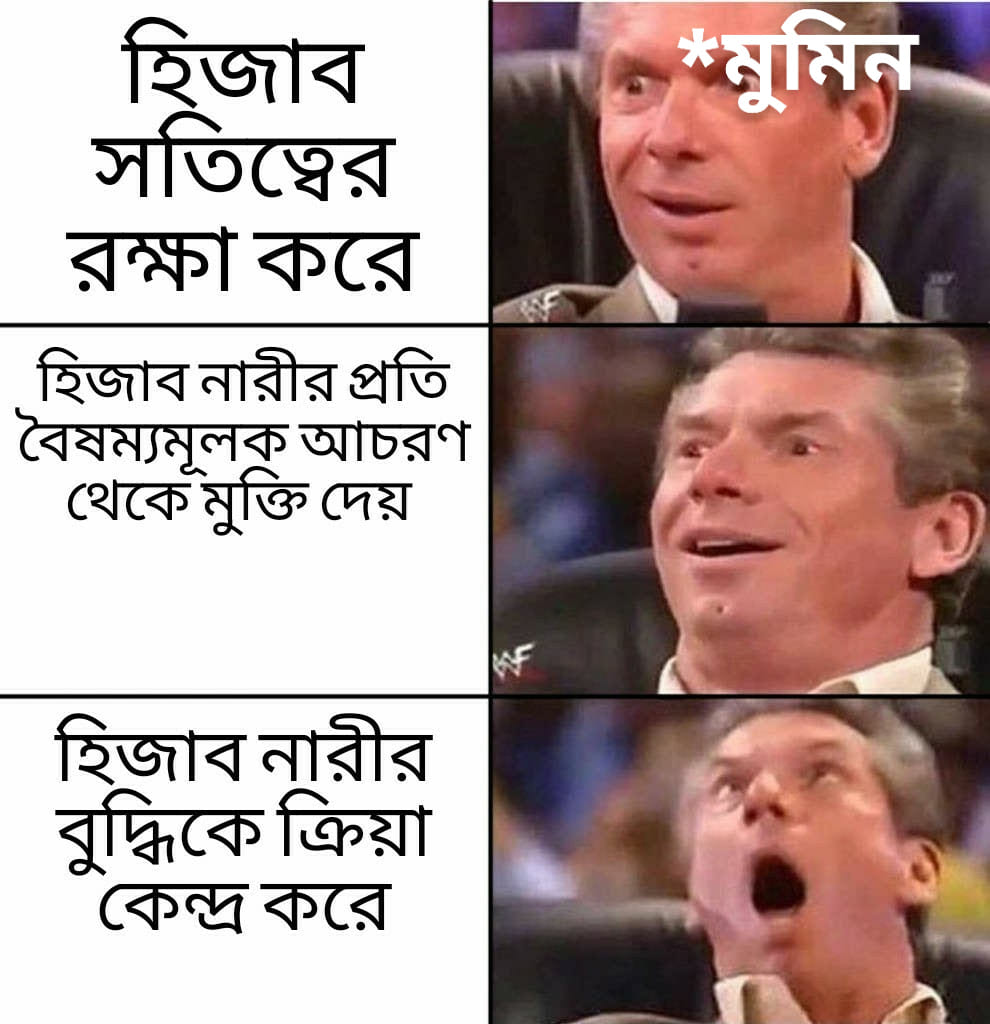 হিজাব
সতিত্বের
রক্ষা করে
*মুমিন
হিজাব নারীর প্রতি
বৈষম্যমূলক আচরণ
থেকে মুক্তি দেয়
হিজাব নারীর
বুদ্ধিকে ক্রিয়া
কেন্দ্র করে